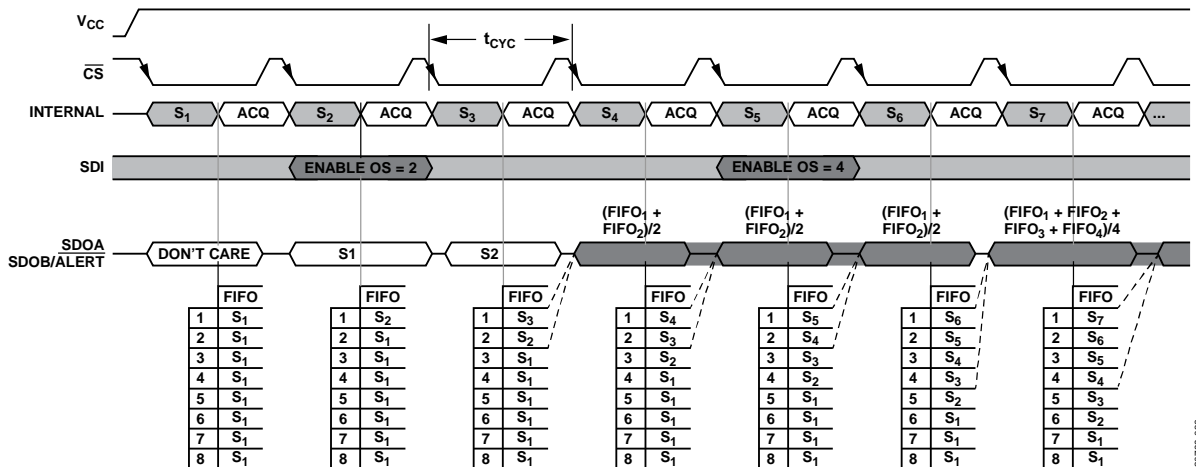 VCC
tCYC
CS
INTERNAL S1 ACQ S2 ACQ S3 ACQ S4 ACQ S5 ACQ S6 ACQ S7 ACQ ...
SDI ENABLE OS = 2 ENABLE OS = 4
(FIFO1 + (FIFO1 + (FIFO1 + (FIFO1 + FIFO2 +
FIFO2)/2 FIFO2)/2 FIFO2)/2 FIFO3 + FIFO4)/4
SDOA
SDOB/ALERT DON'T CARE S1 S2
FIFO FIFO FIFO FIFO FIFO FIFO FIFO
1 S1 1 S2 1 S3 1 S4 1 S5 1 S6 1 S7
2 S1 2 S1 2 S2 2 S3 2 S4 2 S5 2 S6
3 S1 3 S1 3 S1 3 S2 3 S3 3 S4 3 S5
4 S1 4 S1 4 S1 4 S1 4 S2 4 S3 4 S4
5 S1 5 S1 5 S1 5 S1 5 S1 5 S2 5 S3
6 S1 6 S1 6 S1 6 S1 6 S1 6 S1 6 S2
7 S1 7 S1 7 S1 7 S1 7 S1 7 S1 7 S1
8 S1 8 S1 8 S1 8 S1 8 S1 8 S1 8 S1